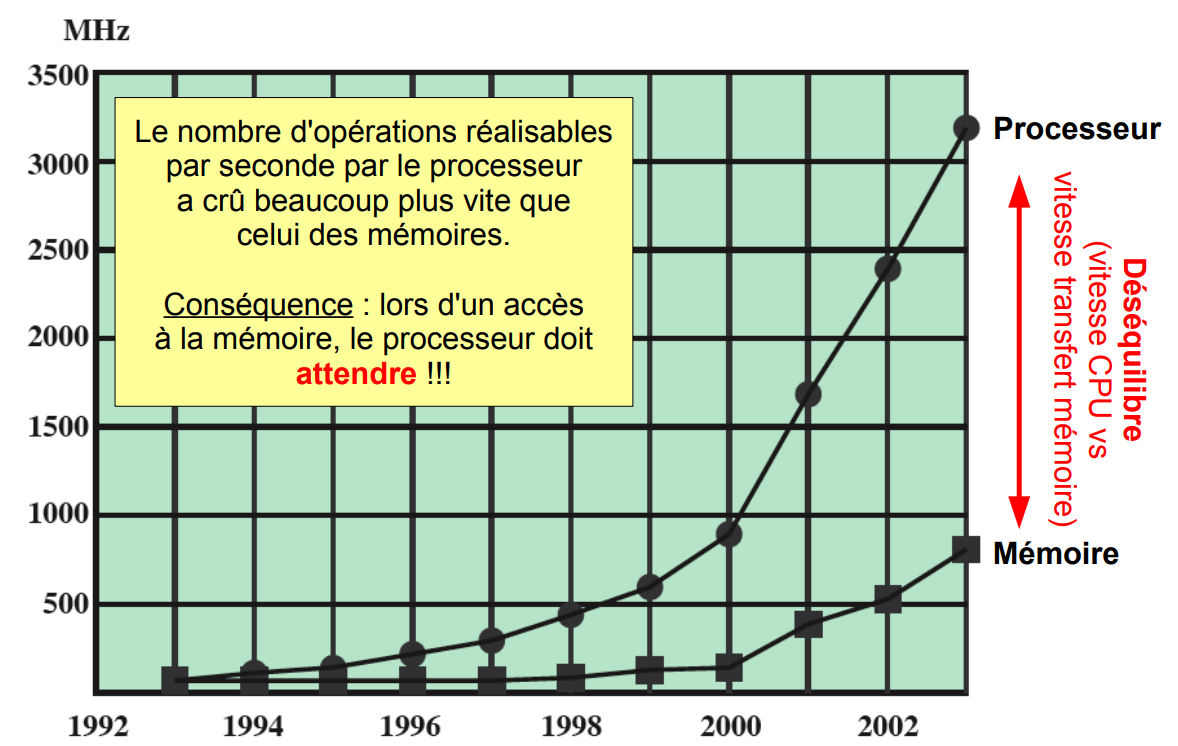 MHz
3500
3000
2500
2000
1500
1000
500
1992
1994
1996
1998
2000
2002
Le nombre d'opérations réalisables
par seconde par le processeur
a crû beaucoup plus vite que
celui des mémoires.
Conséquence : lors d'un accès
à la mémoire, le processeur doit
attendre !!!
Processeur
Déséquilibre
(vitesse CPU vs
vitesse transfert mémoire)
Mémoire